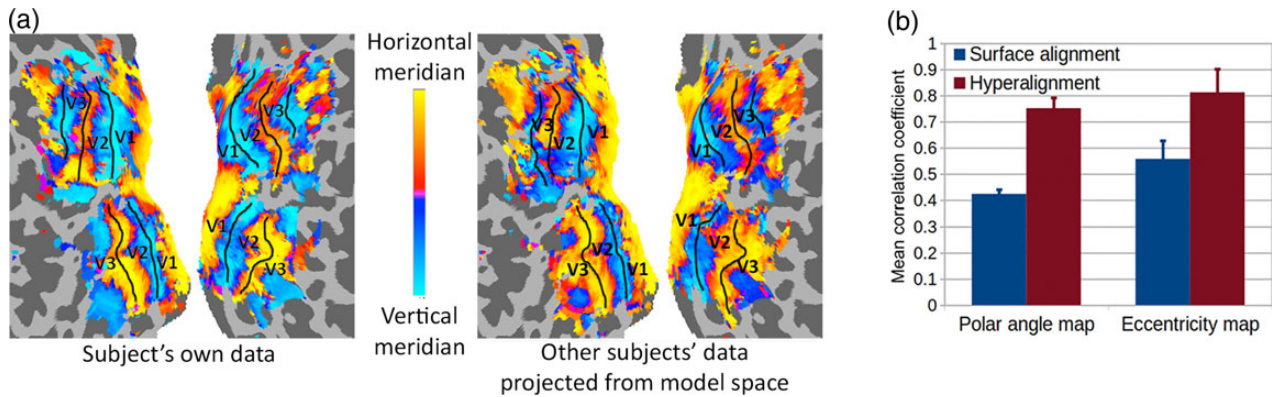 (a)
V3
V2
V1
V1
V2
V3
V3
V2
V1
V1
V2
V3
Subject's own data
Horizontal
meridian
Vertical
meridian
V3
V2
V1
V1
V2
V3
V3
V2
V1
V1
V2
V3
Other subjects' data
projected from model space
(b)
Mean correlation coefficient
1
0.9
0.8
0.7
0.6
0.5
0.4
0.3
0.2
0.1
0
Surface alignment
Hyperalignment
Polar angle map
Eccentricity map